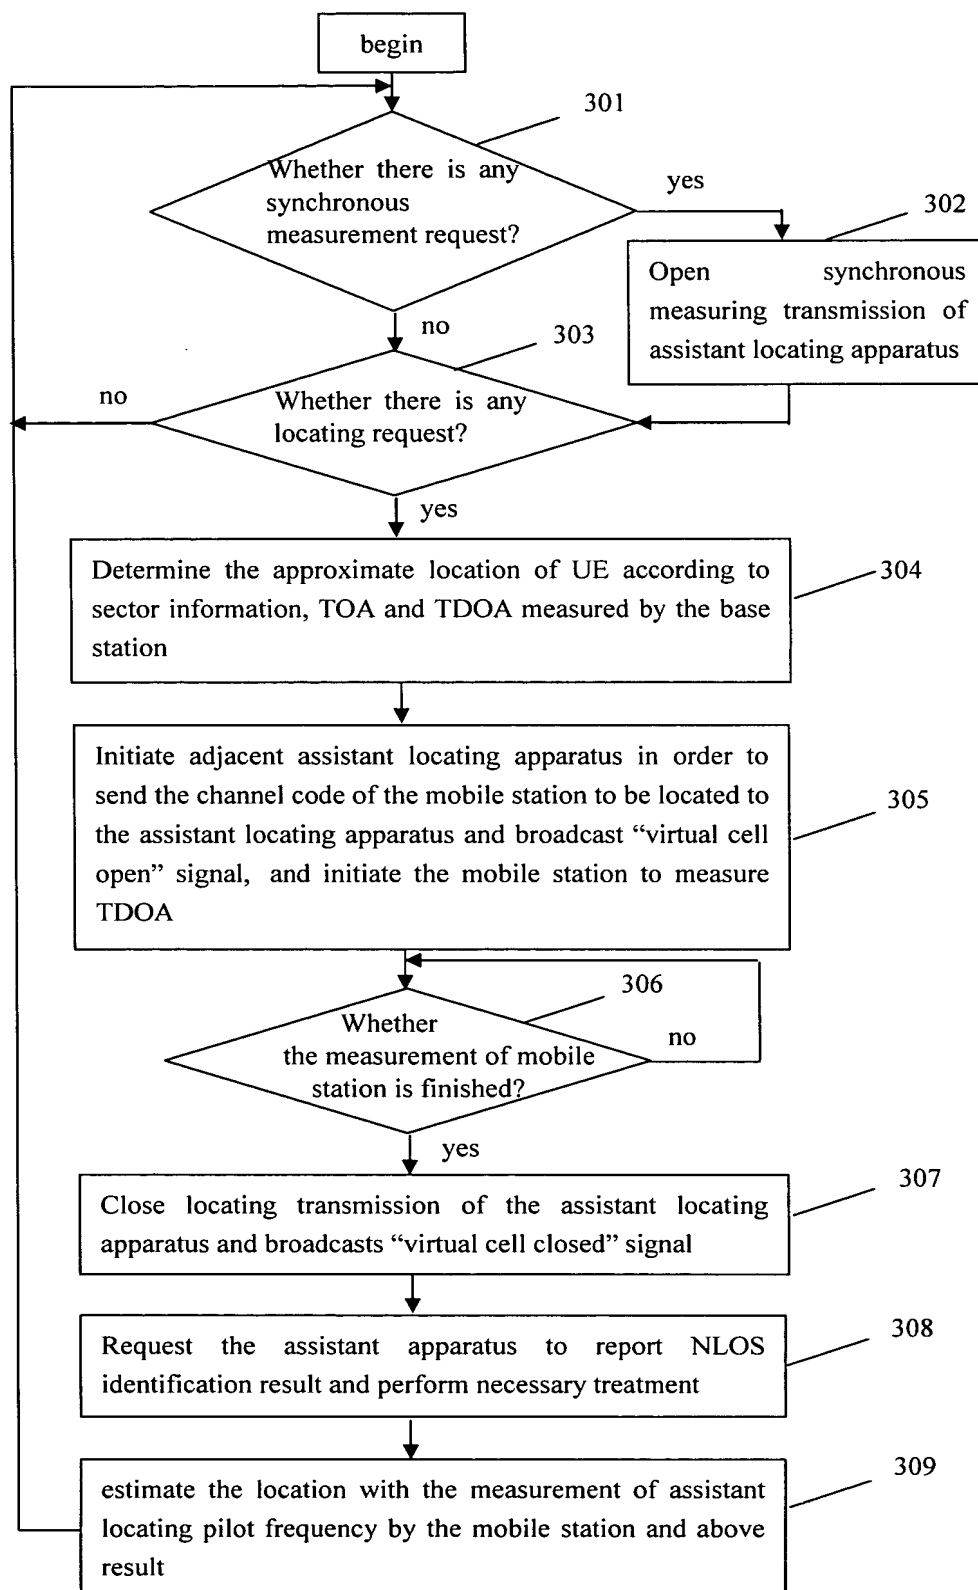 begin
301
Whether there is any
synchronous
measurement request?
yes
302
Open synchronous
measuring transmission of
assistant locating apparatus
no
303
no
Whether there is any
locating request?
yes
Determine the approximate location of UE according to
sector information, TOA and TDOA measured by the base
station
304
Initiate adjacent assistant locating apparatus in order to
send the channel code of the mobile station to be located to
the assistant locating apparatus and broadcast “virtual cell
open” signal, and initiate the mobile station to measure
TDOA
305
306
Whether
the measurement of mobile
station is finished?
no
yes
307
Close locating transmission of the assistant locating
apparatus and broadcasts “virtual cell closed” signal
308
Request the assistant apparatus to report NLOS
identification result and perform necessary treatment
309
estimate the location with the measurement of assistant
locating pilot frequency by the mobile station and above
result